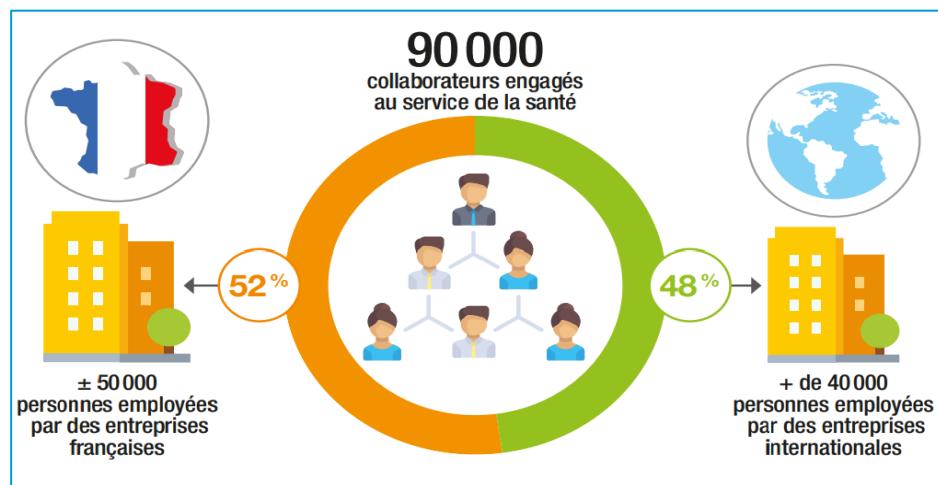 90 000
collaborateurs engagés
au service de la santé
52 %
48 %
± 50 000
personnes employées
par des entreprises
françaises
+ de 40 000
personnes employées
par des entreprises
internationales